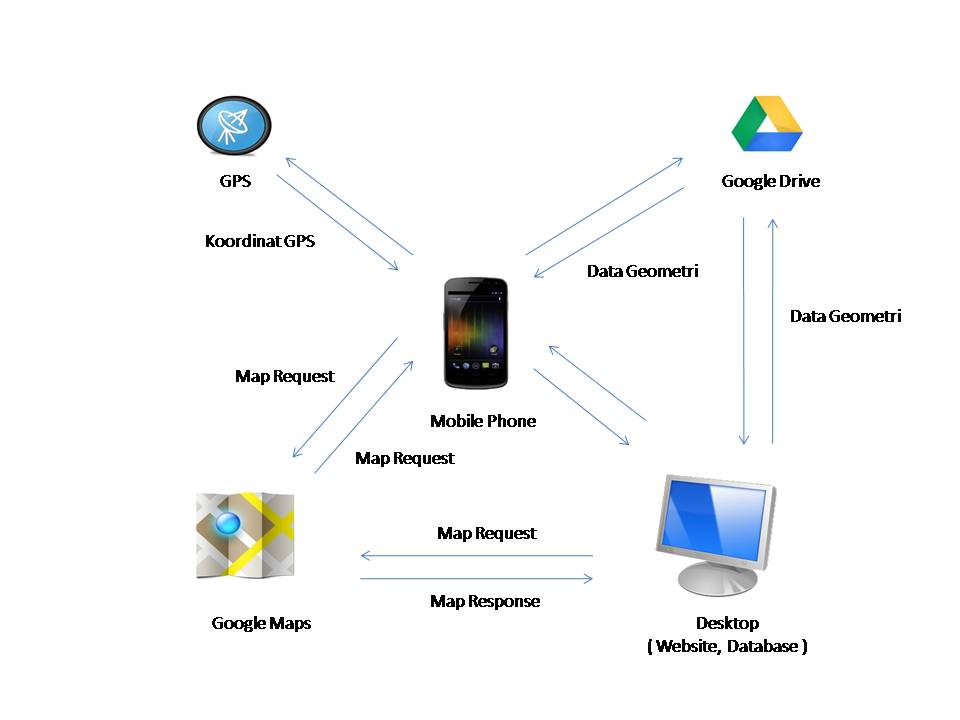 GPS
Google Drive
Koordinat GPS
Data Geometri
Data Geometri
Map Request
Mobile Phone
Map Request
Map Request
Map Response
Google Maps
Desktop
( Website, Database )